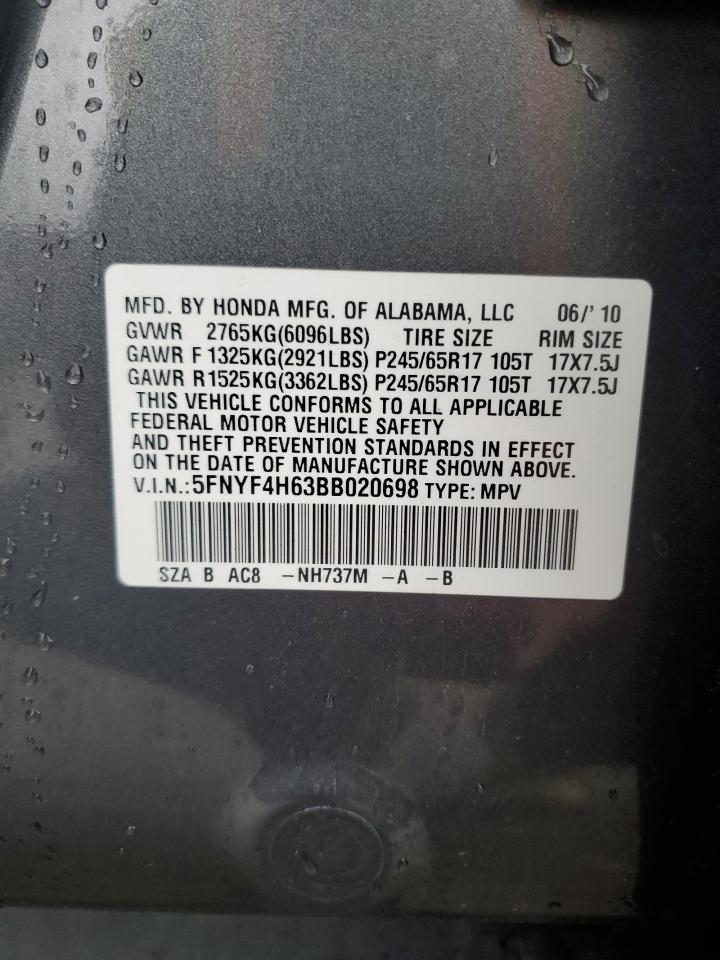 MFD. BY HONDA MFG. OF ALABAMA, LLC 06/'10
GVWR 2765KG(6096LBS) TIRE SIZE RIM SIZE
GAWR F 1325KG(2921LBS) P245/65R17 105T 17X7.5J
GAWR R1525KG(3362LBS) P245/65R17 105T 17X7.5J
THIS VEHICLE CONFORMS TO ALL APPLICABLE
FEDERAL MOTOR VEHICLE SAFETY
AND THEFT PREVENTION STANDARDS IN EFFECT
ON THE DATE OF MANUFACTURE SHOWN ABOVE.
V.I.N.:5FNYF4H63BB020698 TYPE: MPV
SZA B AC8 -NH737M -A -B